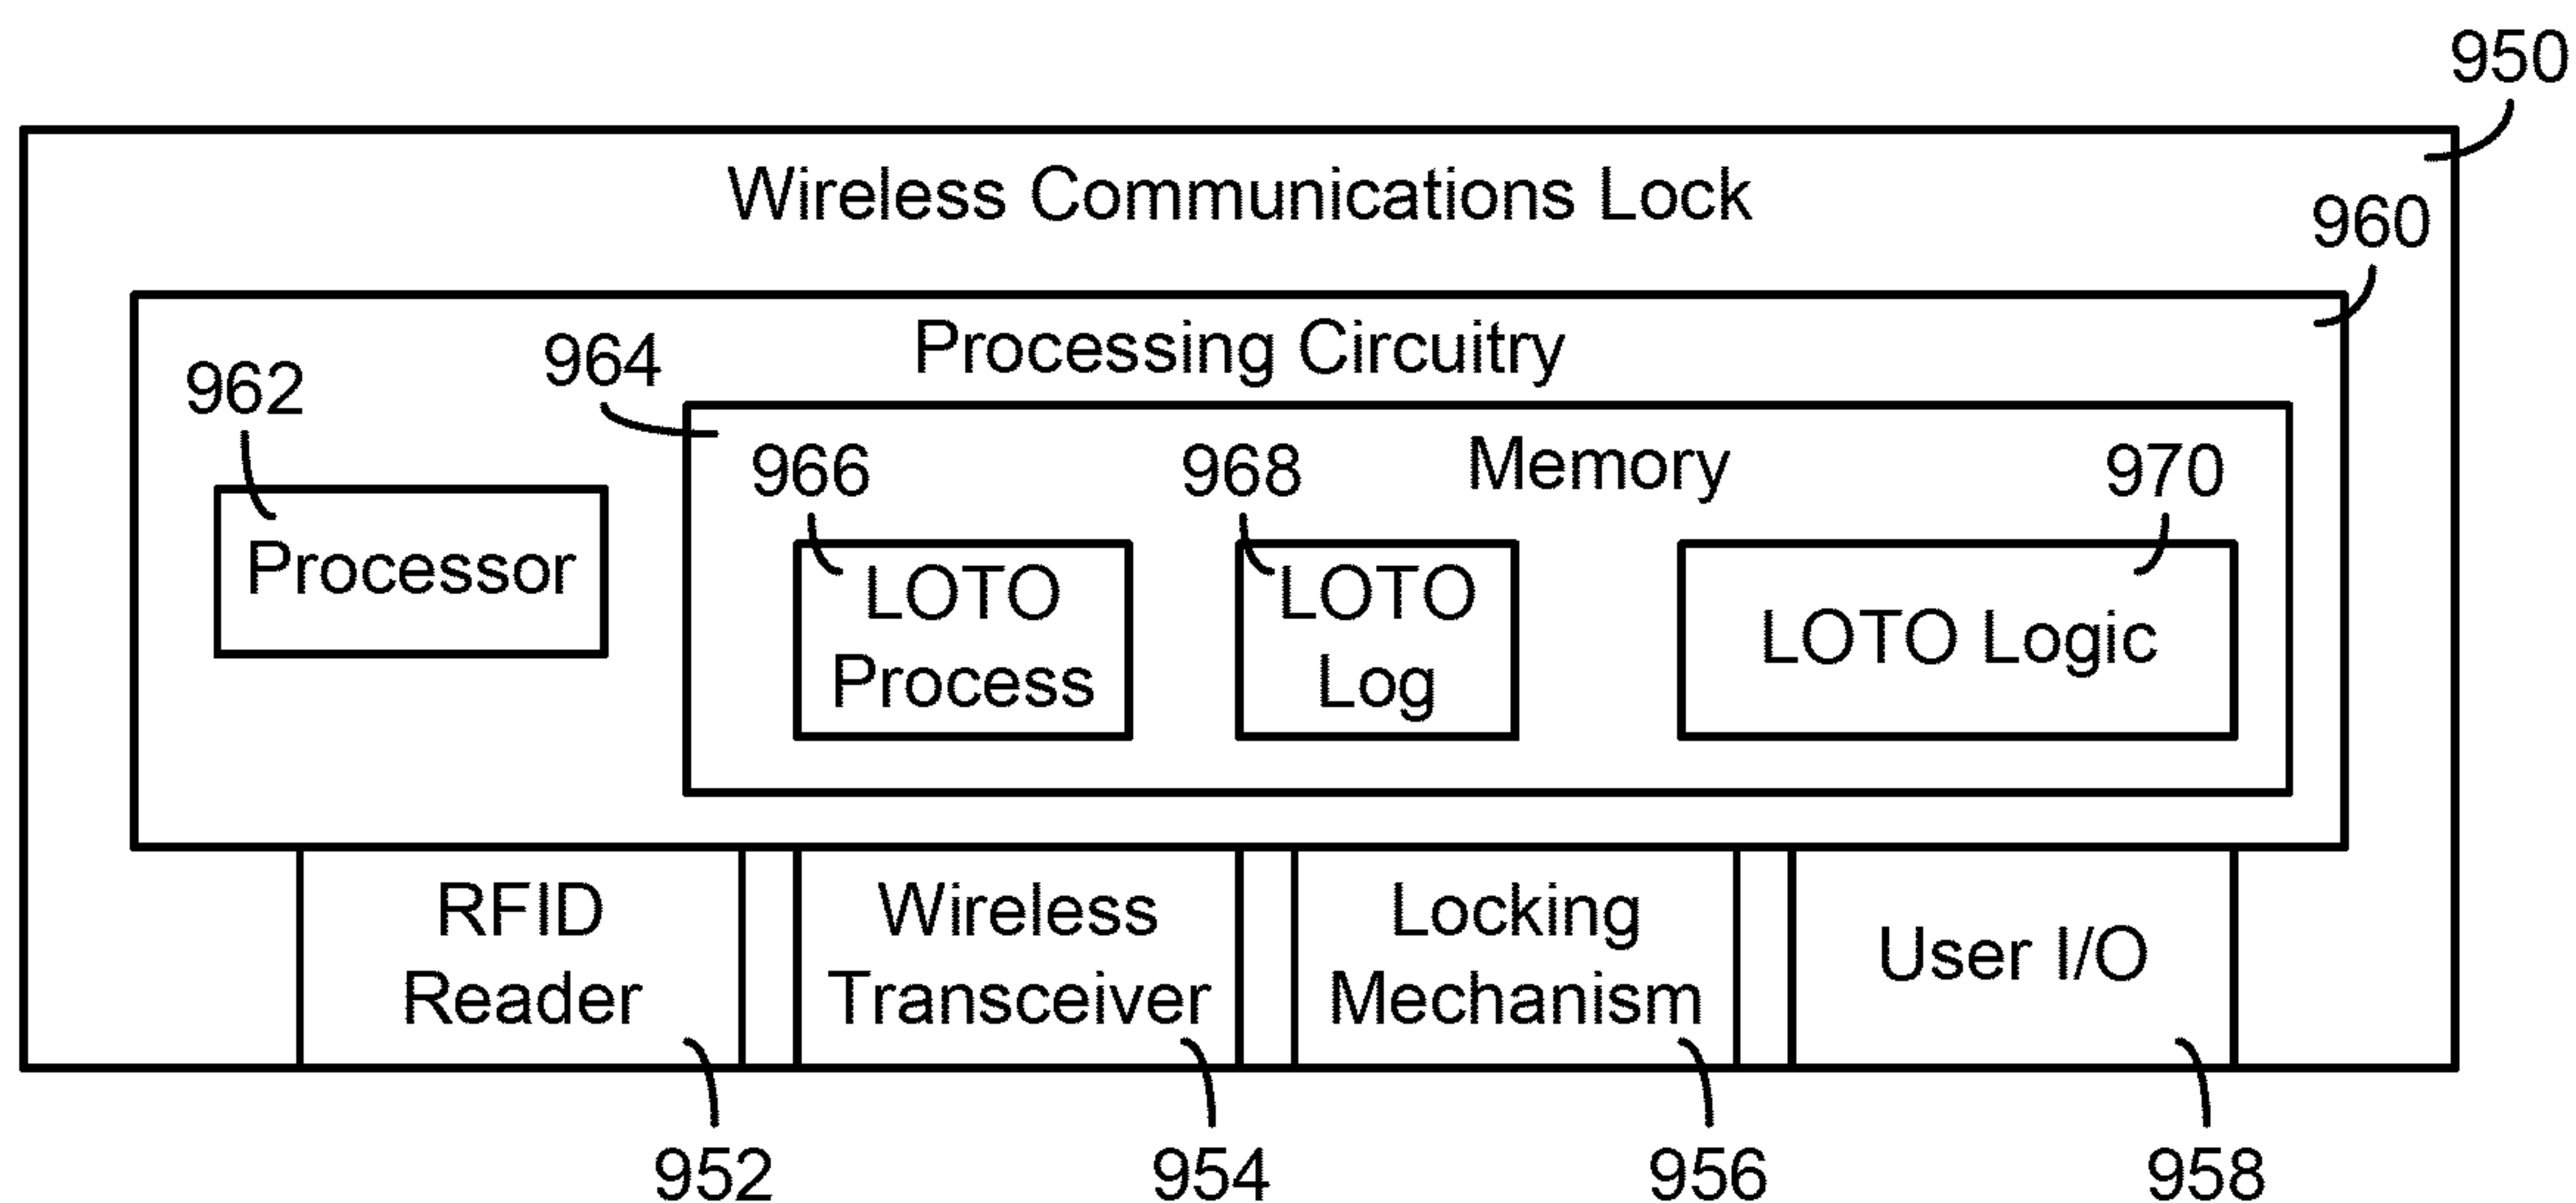 950
Wireless Communications Lock
960
Processing Circuitry
964
962
Memory
966
968
970
Processor
LOTO
Process
LOTO
Log
LOTO Logic
RFID
Reader
Wireless
Transceiver
Locking
Mechanism
User I/O
952
954
956
958